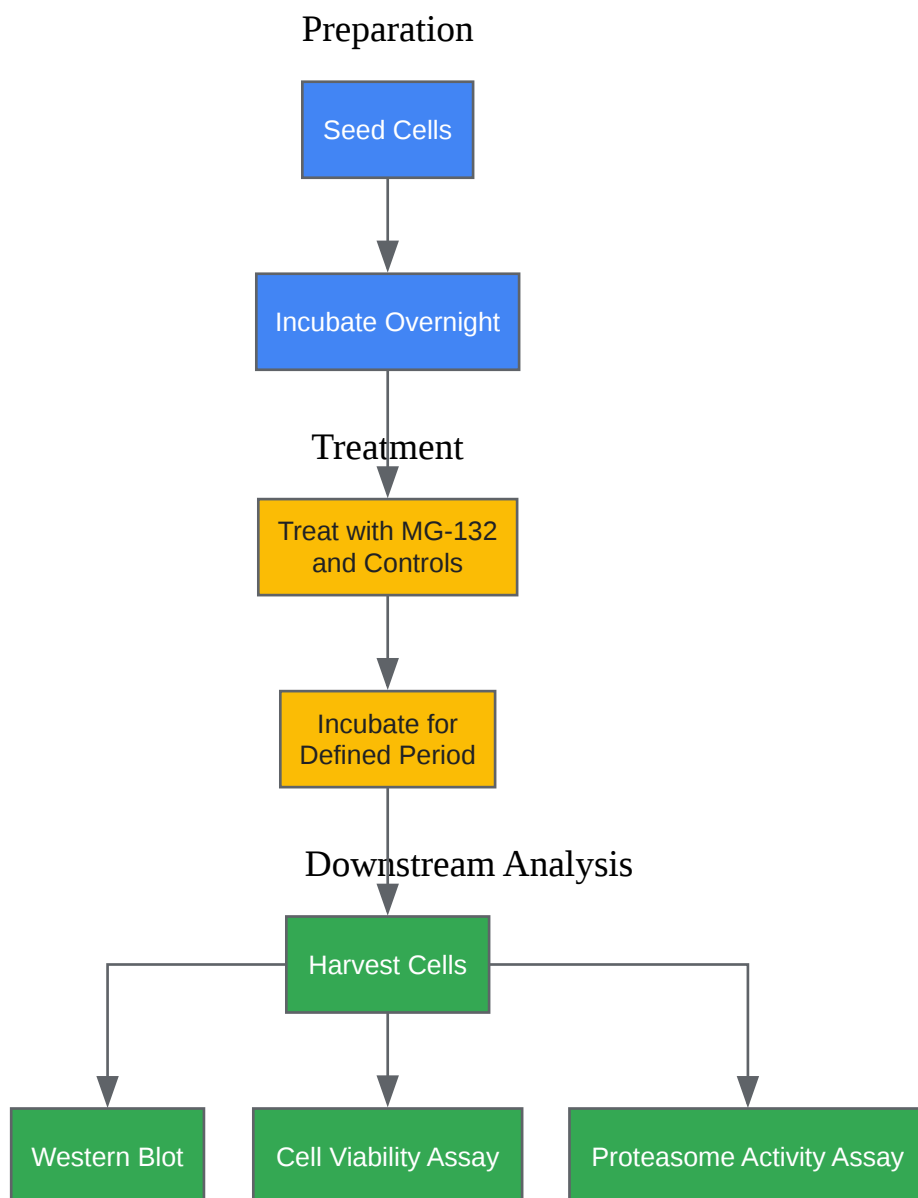 Preparation
Seed Cells
Incubate Overnight
Treatment
Treat with MG-132
and Controls
Incubate for
Defined Period
Downstream Analysis
Harvest Cells
Western Blot
Cell Viability Assay
Proteasome Activity Assay